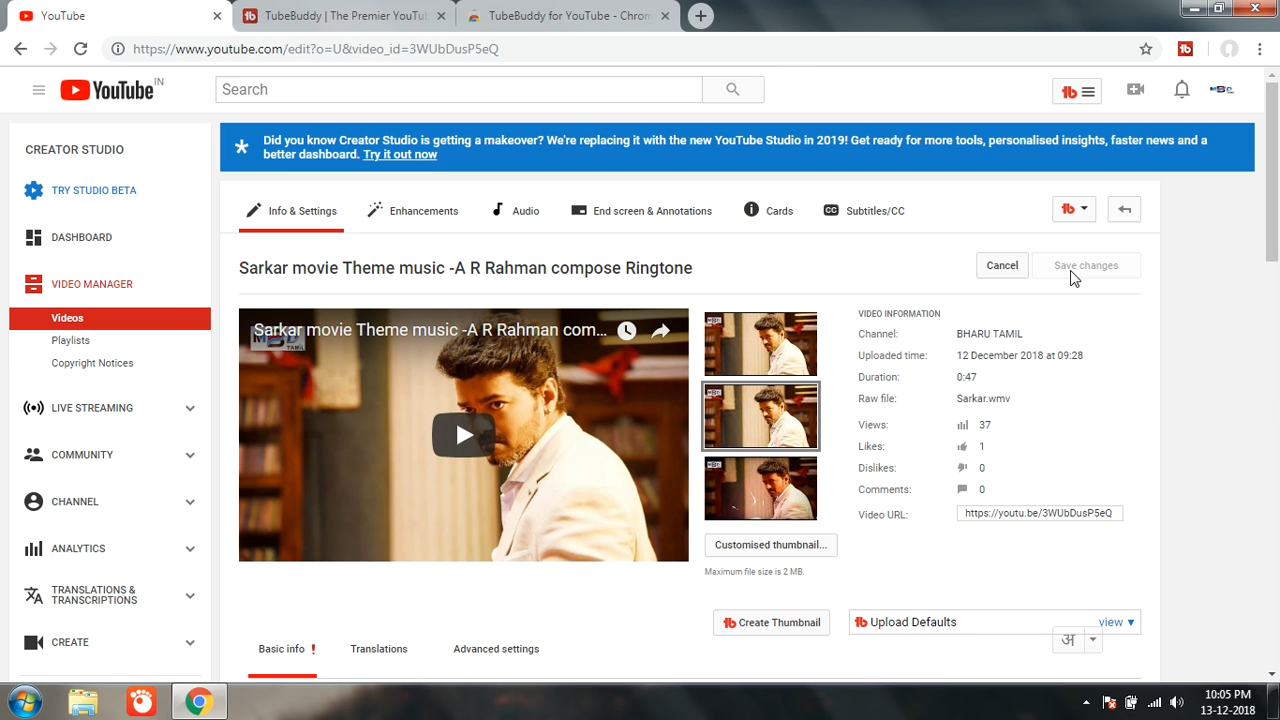 YouTube
TubeBuddy | The Premier YouTu
TubeBuddy for YouTube - Chrom
https://www.youtube.com/edit?o=U&video_id=3WUbDusP5eQ
YouTube IN
Search
CREATOR STUDIO
TRY STUDIO BETA
DASHBOARD
VIDEO MANAGER
Videos
Playlists
Copyright Notices
LIVE STREAMING
COMMUNITY
CHANNEL
ANALYTICS
TRANSLATIONS &
TRANSCRIPTIONS
CREATE
Did you know Creator Studio is getting a makeover? We're replacing it with the new YouTube Studio in 2019! Get ready for more tools, personalised insights, faster news and a
better dashboard. Try it out now
Info & Settings
Enhancements
Audio
End screen & Annotations
Cards
CC Subtitles/CC
Sarkar movie Theme music -A R Rahman compose Ringtone
Cancel
Save changes
Sarkar movie Theme music -A R Rahman com...
TAMIL
Customised thumbnail...
Maximum file size is 2 MB.
VIDEO INFORMATION
Channel: BHARU TAMIL
Uploaded time: 12 December 2018 at 09:28
Duration: 0:47
Raw file: Sarkar.wmv
Views: 37
Likes: 1
Dislikes: 0
Comments: 0
Video URL: https://youtu.be/3WUbDusP5eQ
tb Create Thumbnail
tb Upload Defaults view ▼
अ
Basic info !
Translations
Advanced settings
10:05 PM
13-12-2018